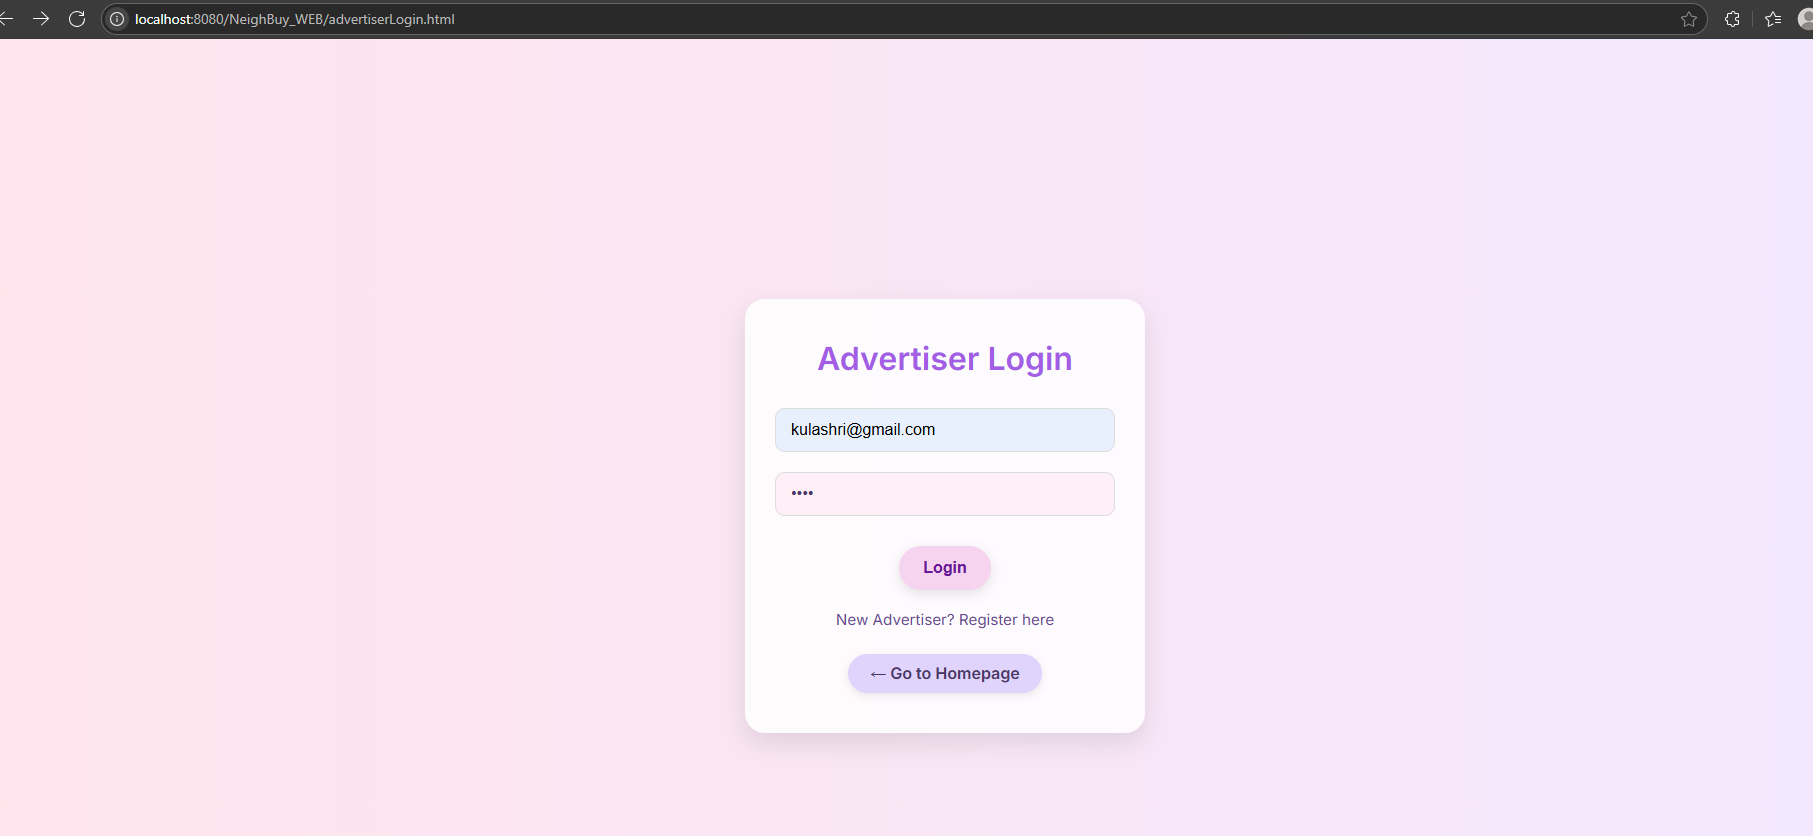 localhost:8080/NeighBuy_WEB/advertiserLogin.html
Advertiser Login
kulashri@gmail.com
••••
Login
New Advertiser? Register here
← Go to Homepage